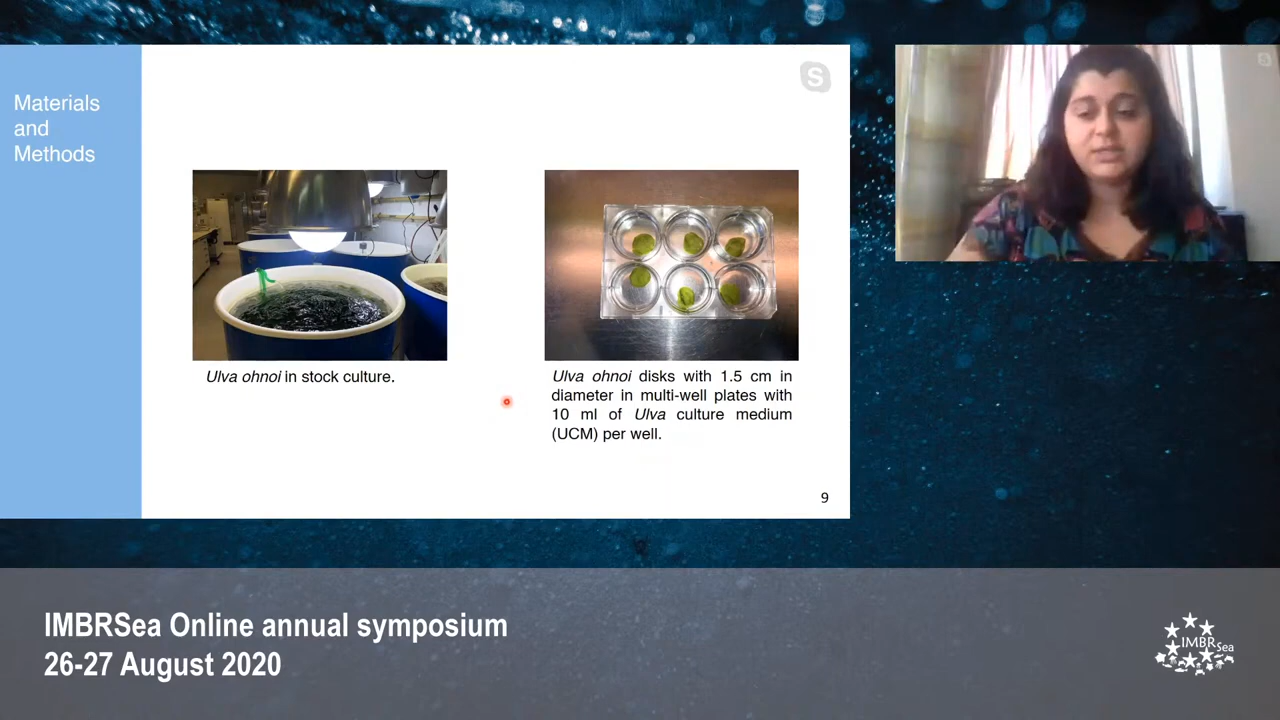 Materials
and
Methods
S
Ulva ohnoi in stock culture.
Ulva ohnoi disks with 1.5 cm in
diameter in multi-well plates with
10 ml of Ulva culture medium
(UCM) per well.
9
IMBRSea Online annual symposium
26-27 August 2020
IMBRSea